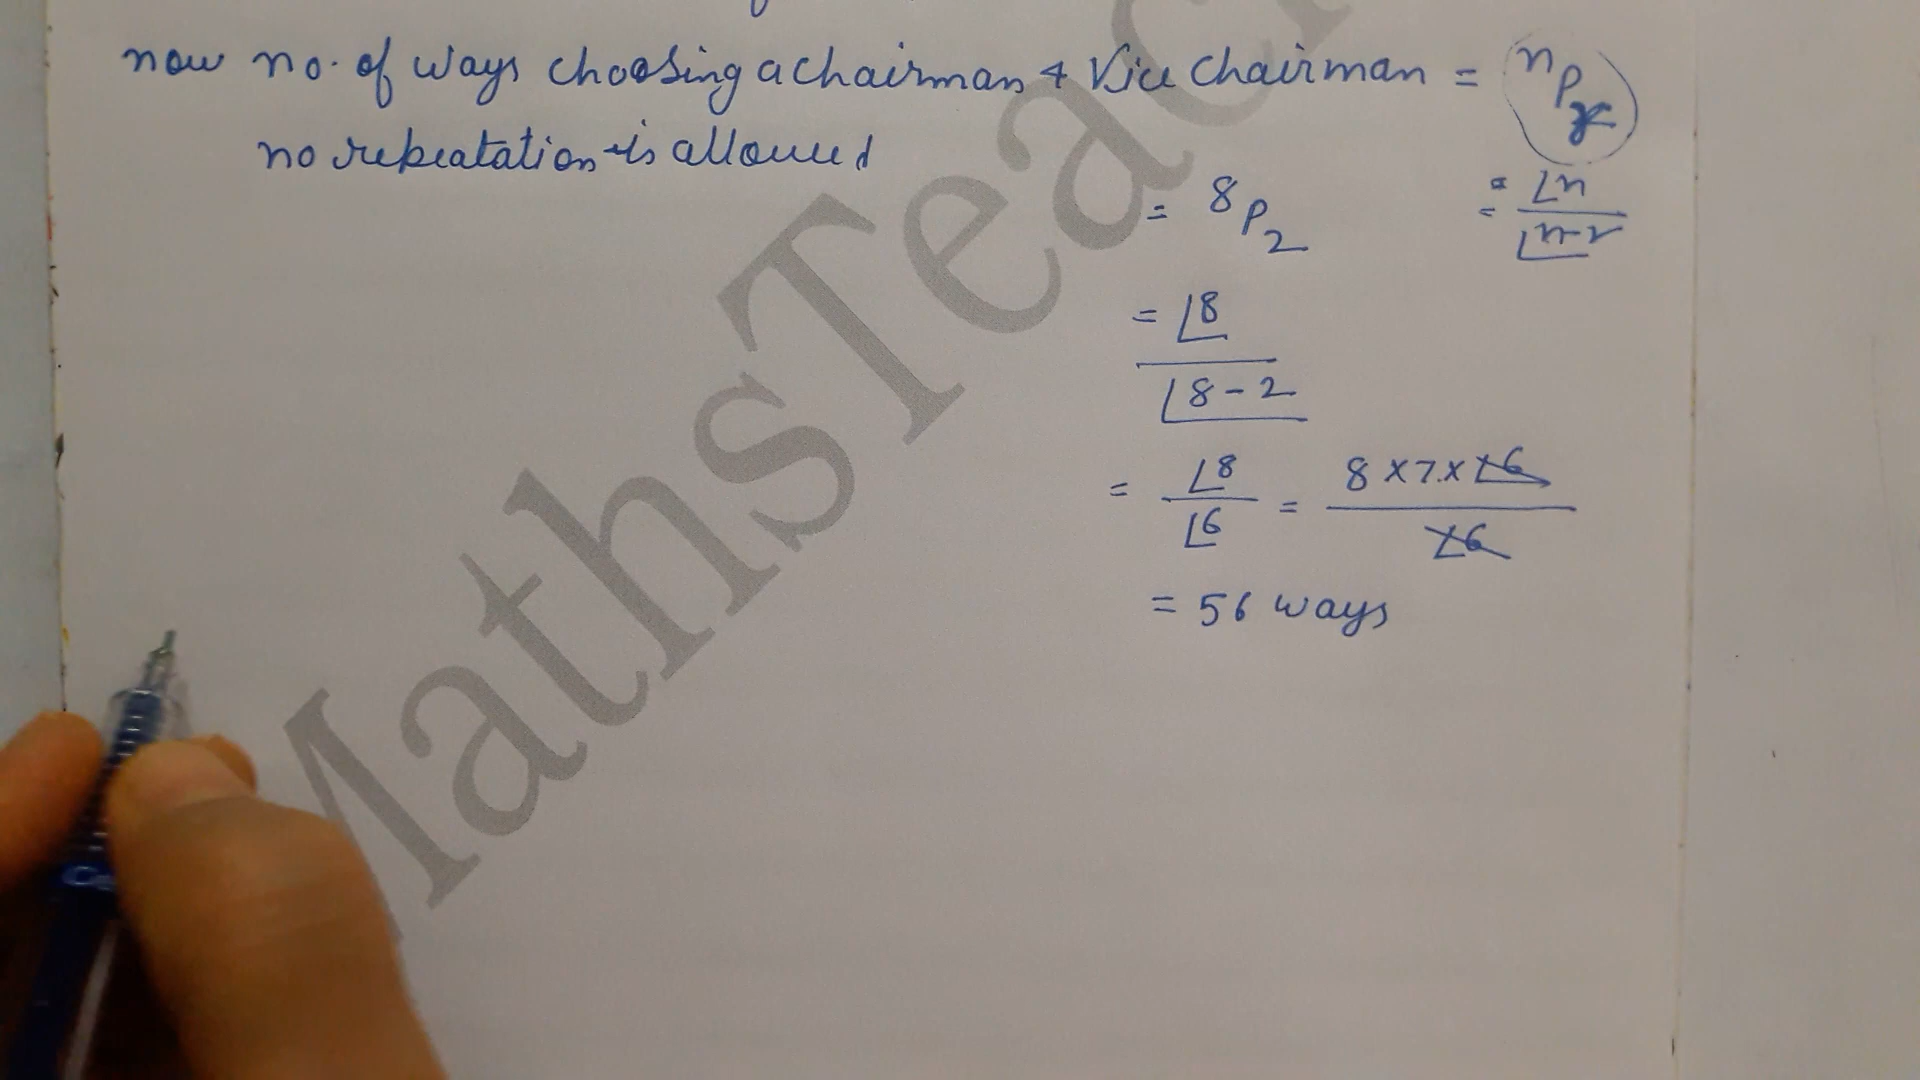 now no. of ways choosing a chairman & Vice chairman = ⁿPᵣ
no repeatation is allowed
= ⁸P₂
= ∟n / ∟n-r
= ∟8 / ∟8-2
= ∟8 / ∟6 = 8 × 7 × ∟6 / ∟6
= 56 ways
MathsTeac